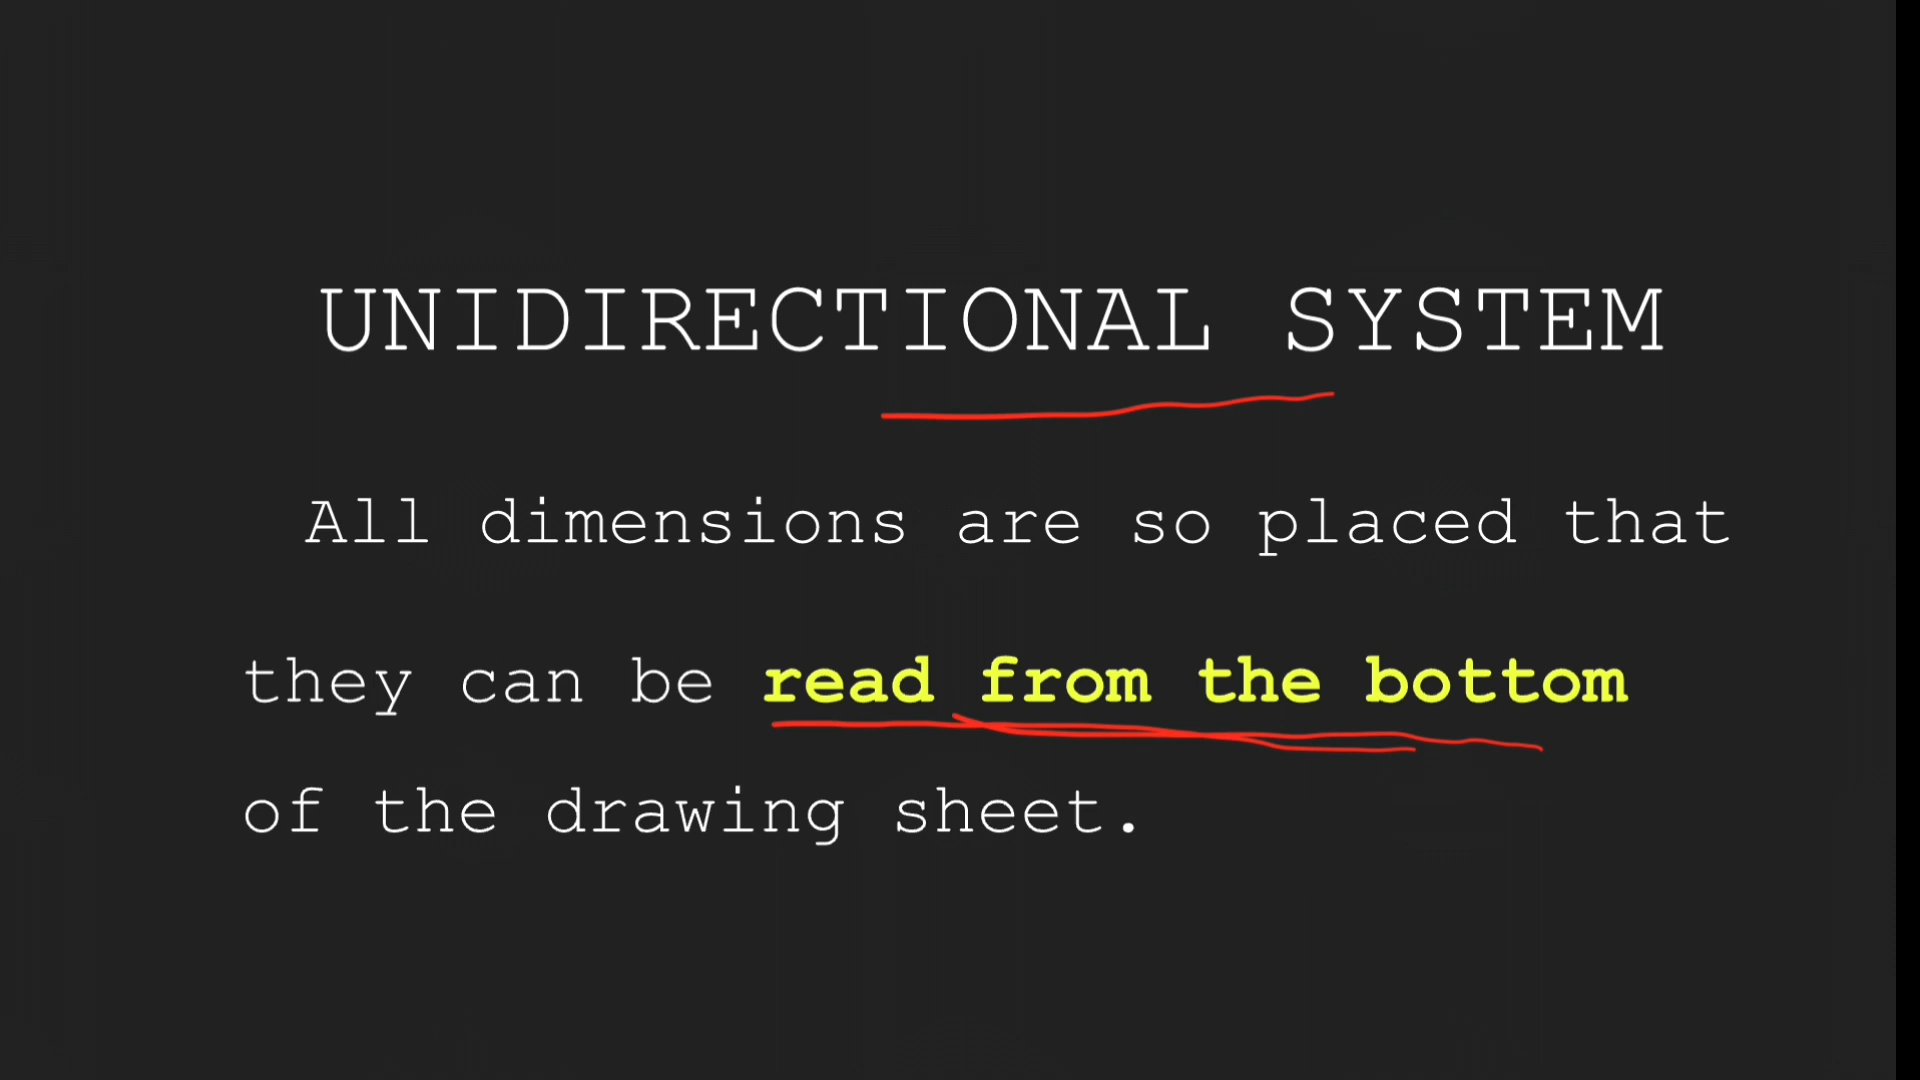 UNIDIRECTIONAL SYSTEM
All dimensions are so placed that
they can be read from the bottom
of the drawing sheet.